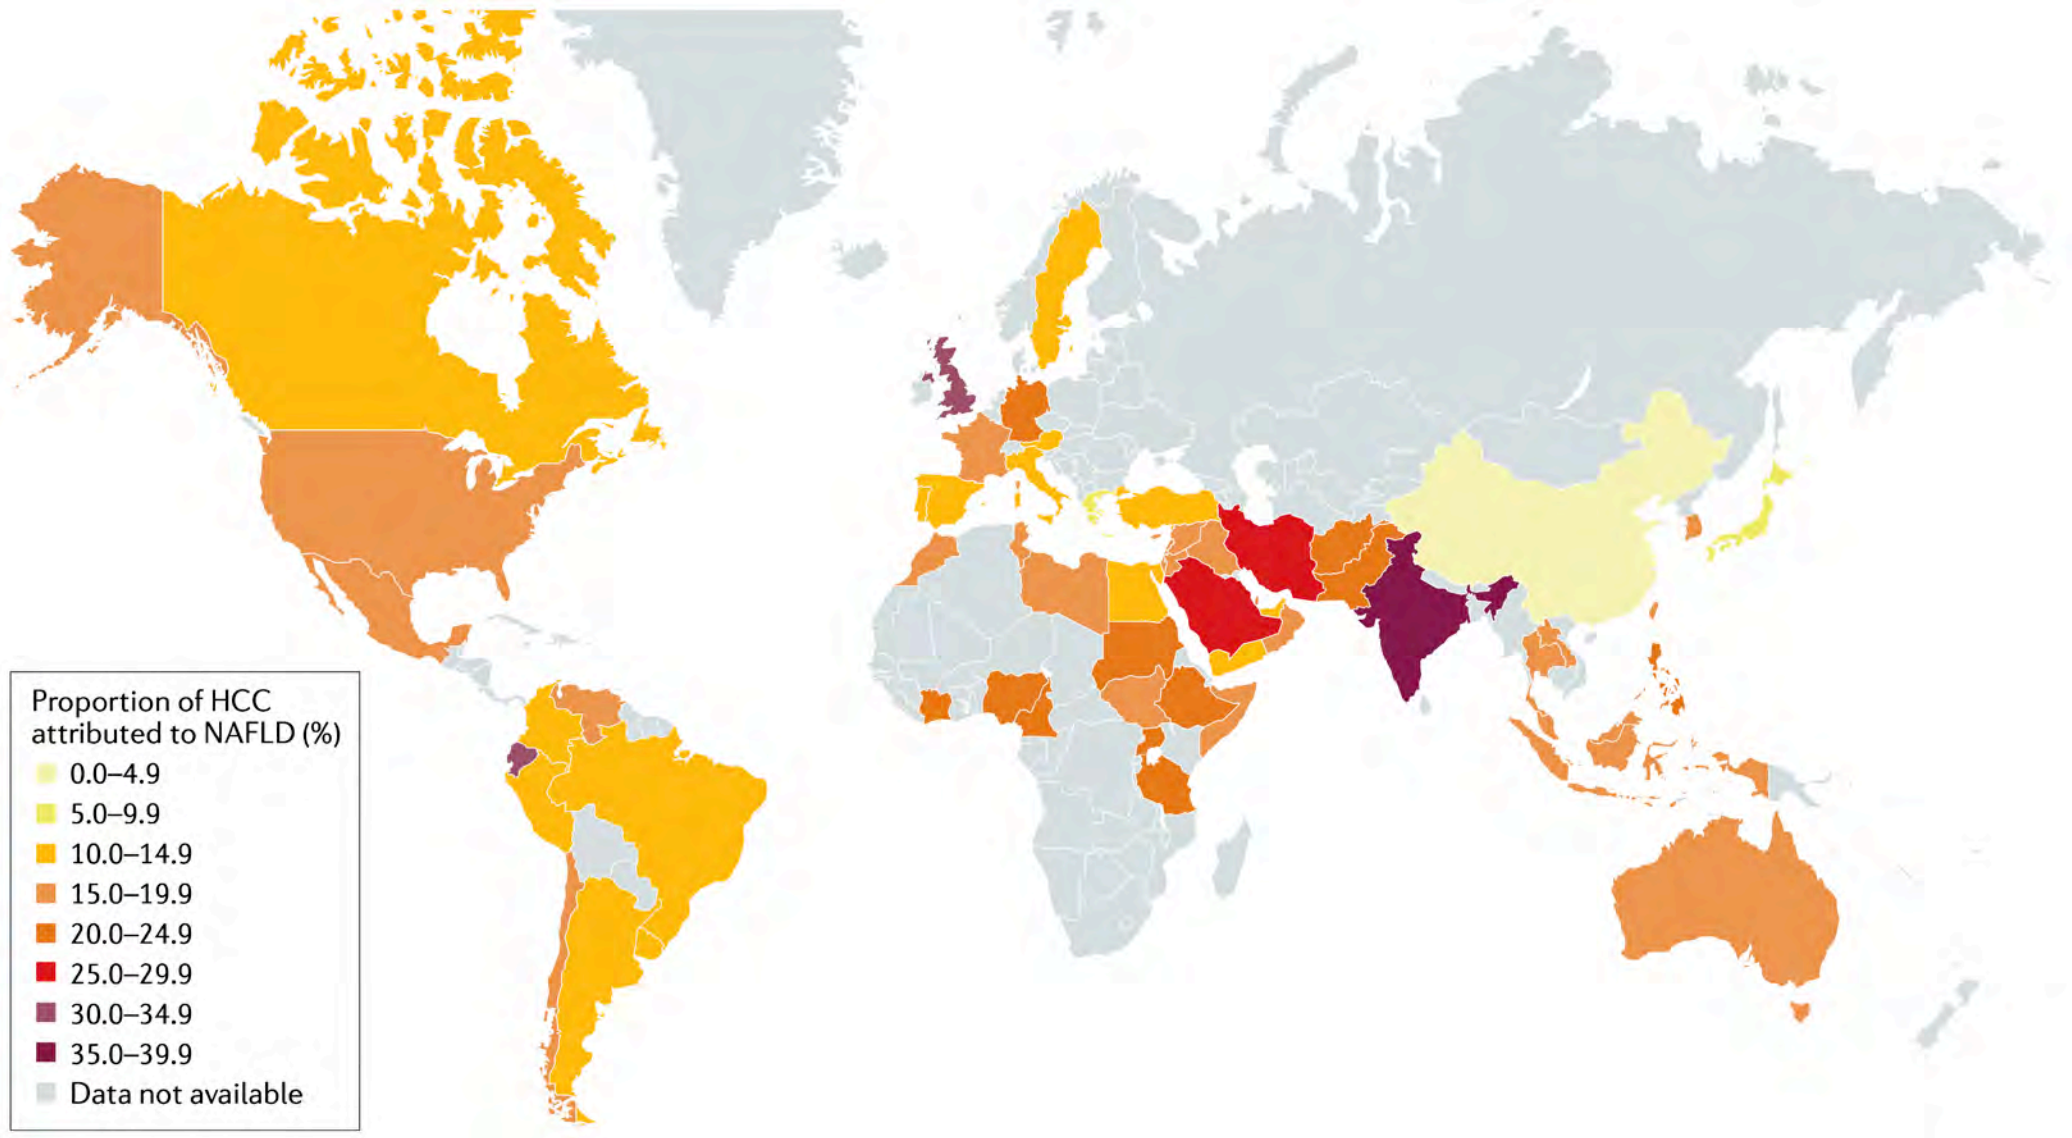 Proportion of HCC
attributed to NAFLD (%)
0.0–4.9
5.0–9.9
10.0–14.9
15.0–19.9
20.0–24.9
25.0–29.9
30.0–34.9
35.0–39.9
Data not available